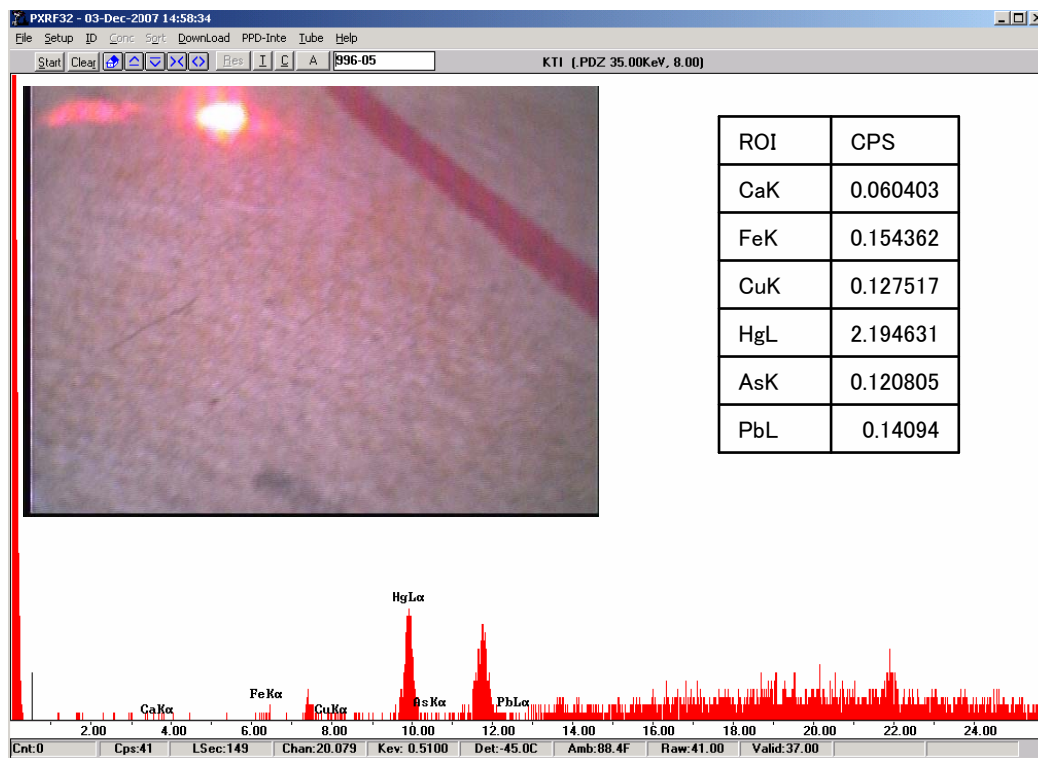 PXRF32 - 03-Dec-2007 14:58:34
File Setup ID Conc Sort DownLoad PPD-Inte Tube Help
Start Clear Res I C A 996-05 KTI (.PDZ 35.00KeV, 8.00)
ROI CPS
CaK 0.060403
FeK 0.154362
CuK 0.127517
HgL 2.194631
AsK 0.120805
PbL 0.14094
HgLα
FeKα
CaKα CuKα AsKα PbLα
2.00 4.00 6.00 8.00 10.00 12.00 14.00 16.00 18.00 20.00 22.00 24.00
Cnt:0 Cps:41 LSec:149 Chan:20.079 Kev: 0.5100 Det:-45.0C Amb:88.4F Raw:41.00 Valid:37.00